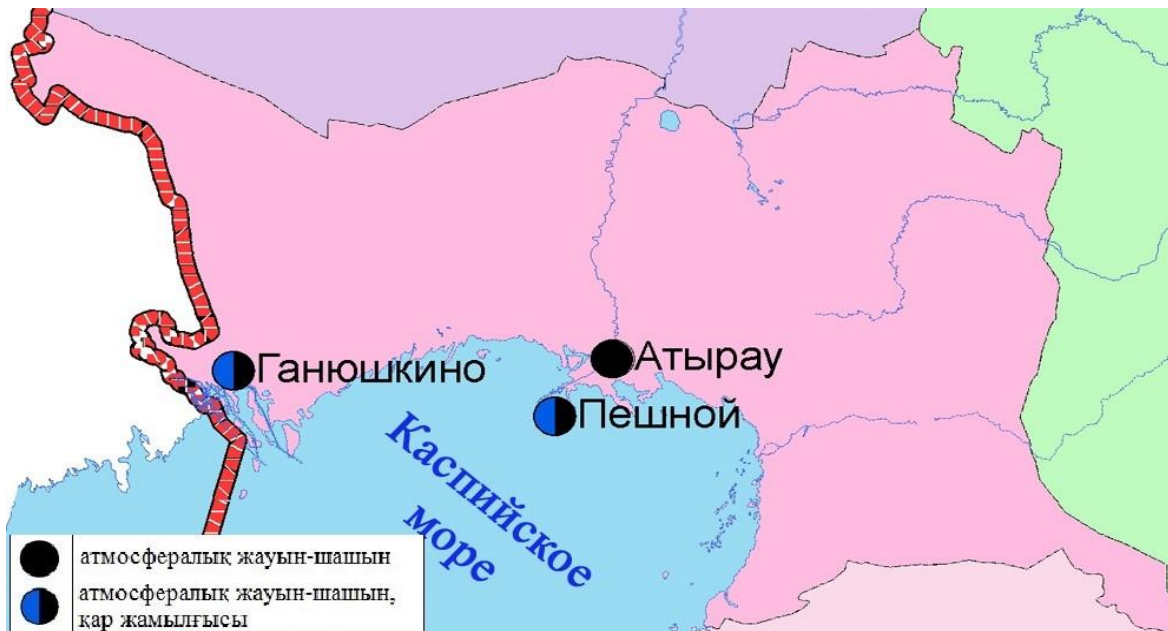 Ганюшкино
Атырау
Пешной
Каспийское
море
атмосфералық жауын-шашын
атмосфералық жауын-шашын,
қар жамылғысы